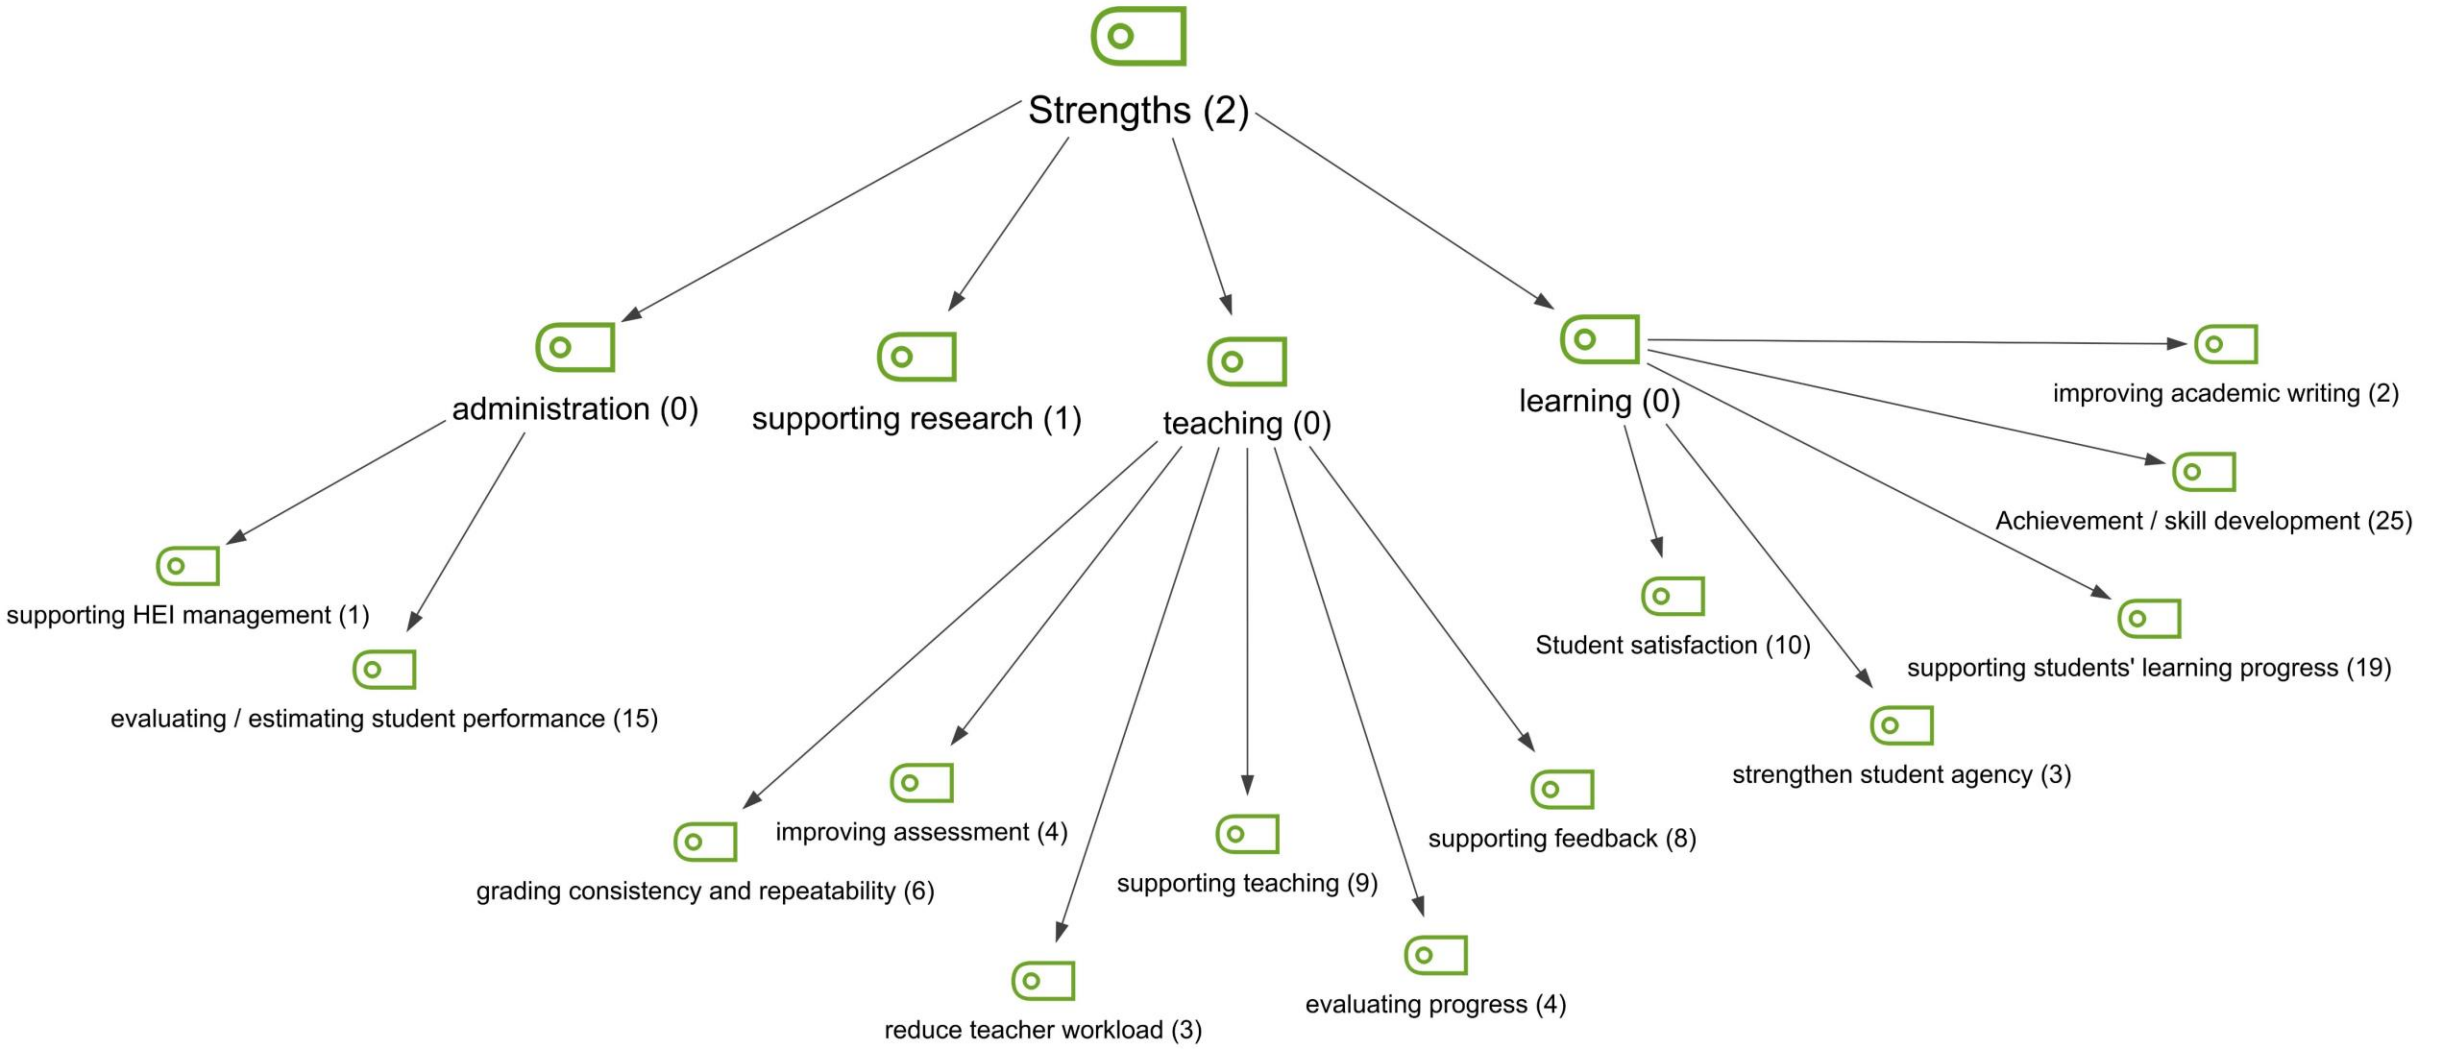 Strengths (2)
administration (0)
supporting research (1)
teaching (0)
learning (0)
improving academic writing (2)
Achievement / skill development (25)
supporting HEI management (1)
Student satisfaction (10)
supporting students' learning progress (19)
evaluating / estimating student performance (15)
strengthen student agency (3)
improving assessment (4)
supporting feedback (8)
grading consistency and repeatability (6)
supporting teaching (9)
evaluating progress (4)
reduce teacher workload (3)